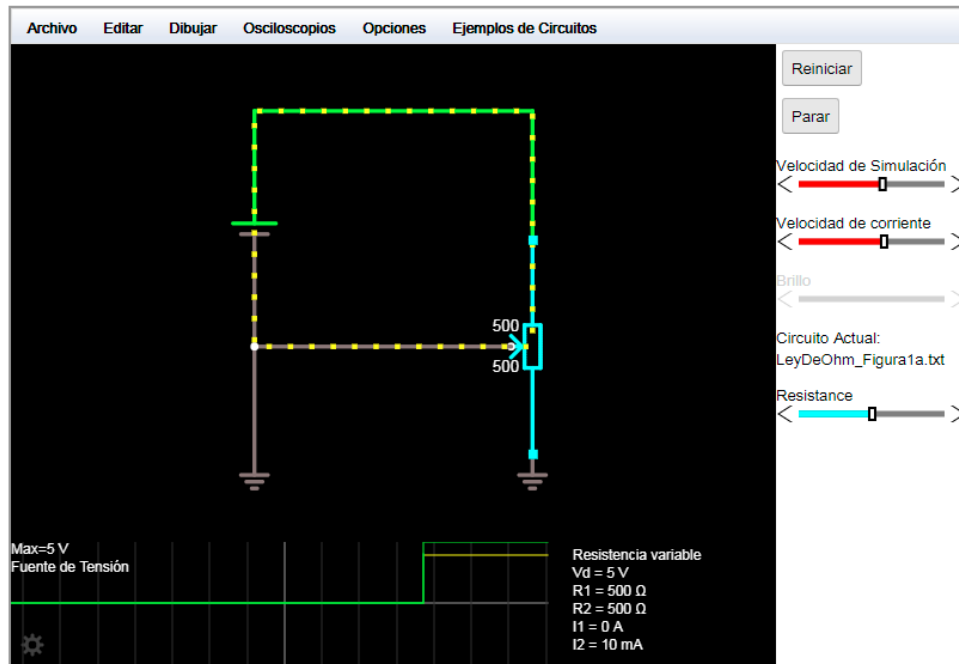 Archivo Editar Dibujar Osciloscopios Opciones Ejemplos de Circuitos
Reiniciar
Parar
Velocidad de Simulación
Velocidad de corriente
Brillo
Circuito Actual:
LeyDeOhm_Figura1a.txt
Resistance
500
500
Max=5 V
Fuente de Tensión
Resistencia variable
Vd = 5 V
R1 = 500 Ω
R2 = 500 Ω
I1 = 0 A
I2 = 10 mA